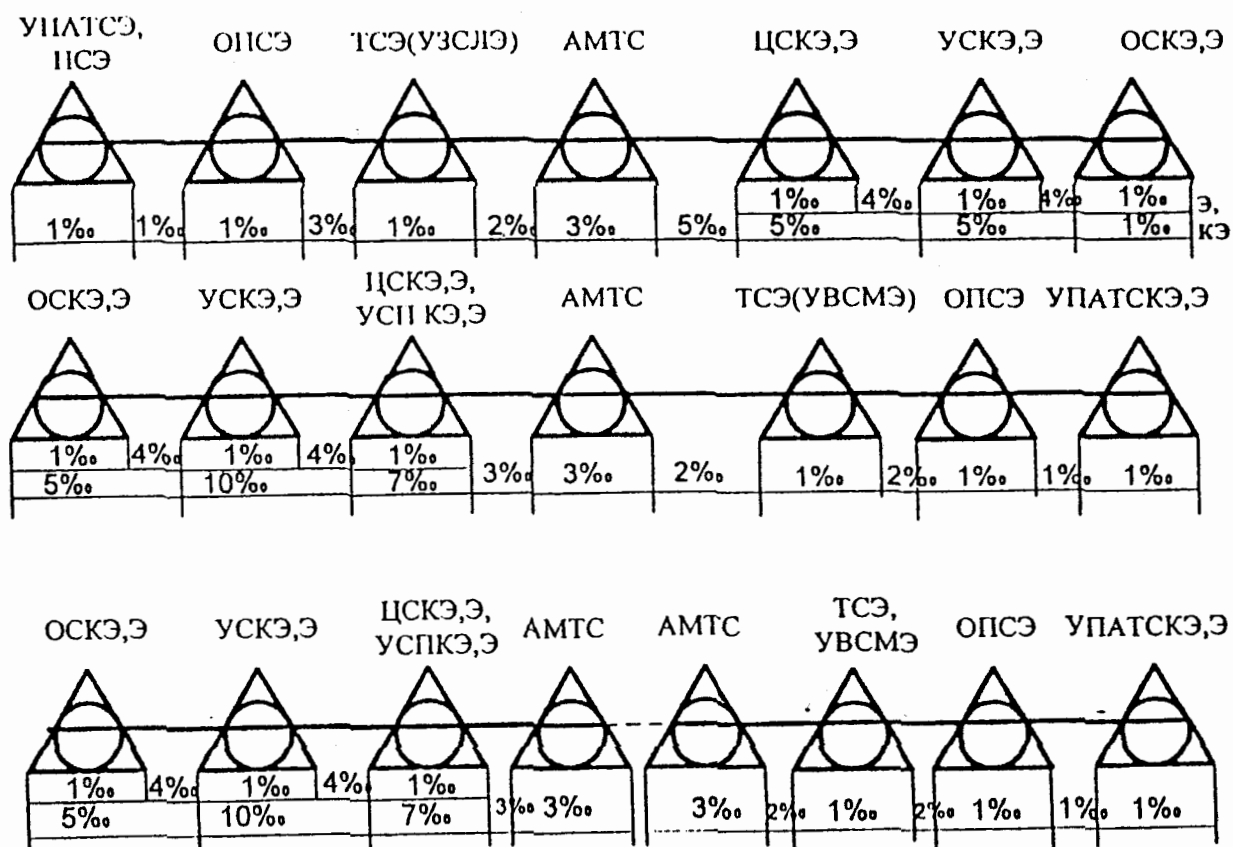 УПАТСЭ, ОПСЭ ТСЭ(УЗСЛЭ) АМТС ЦСКЭ,Э УСКЭ,Э ОСКЭ,Э
ПСЭ
1‰ 4‰ 1‰ 4‰ 1‰ Э,
1‰ 1‰ 1‰ 3‰ 1‰ 2‰ 3‰ 5‰ 5‰ 5‰ 1‰ КЭ
ОСКЭ,Э УСКЭ,Э ЦСКЭ,Э, АМТС ТСЭ(УВСМЭ) ОПСЭ УПАТСКЭ,Э
УСП КЭ,Э
1‰ 4‰ 1‰ 4‰ 1‰
5‰ 10‰ 7‰ 3‰ 3‰ 2‰ 1‰ 2‰ 1‰ 1‰ 1‰
ОСКЭ,Э УСКЭ,Э ЦСКЭ,Э, АМТС АМТС ТСЭ, ОПСЭ УПАТСКЭ,Э
УСПКЭ,Э УВСМЭ
1‰ 4‰ 1‰ 4‰ 1‰
5‰ 10‰ 7‰ 3‰ 3‰ 3‰ 2‰ 1‰ 2‰ 1‰ 1‰ 1‰